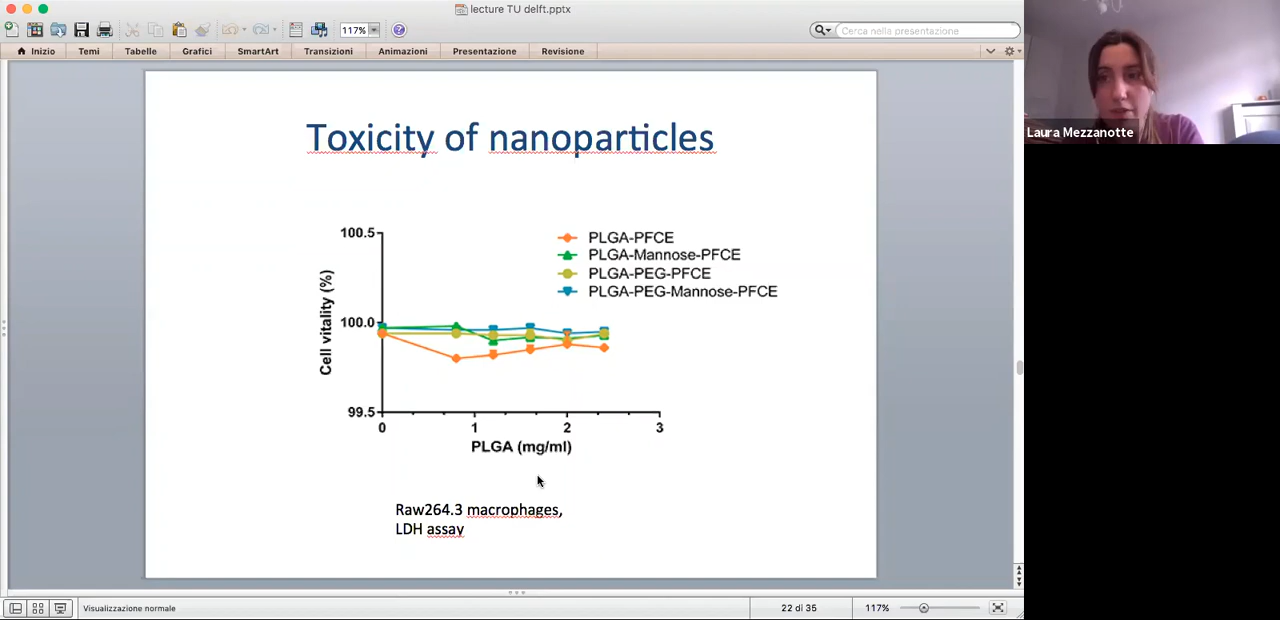 lecture TU delft.pptx
117%
Cerca nella presentazione
Inizio
Temi
Tabelle
Grafici
SmartArt
Transizioni
Animazioni
Presentazione
Revisione
Laura Mezzanotte
Toxicity of nanoparticles
100.5
100.0
99.5
Cell vitality (%)
PLGA-PFCE
PLGA-Mannose-PFCE
PLGA-PEG-PFCE
PLGA-PEG-Mannose-PFCE
0
1
2
3
PLGA (mg/ml)
Raw264.3 macrophages,
LDH assay
Visualizzazione normale
22 di 35
117%